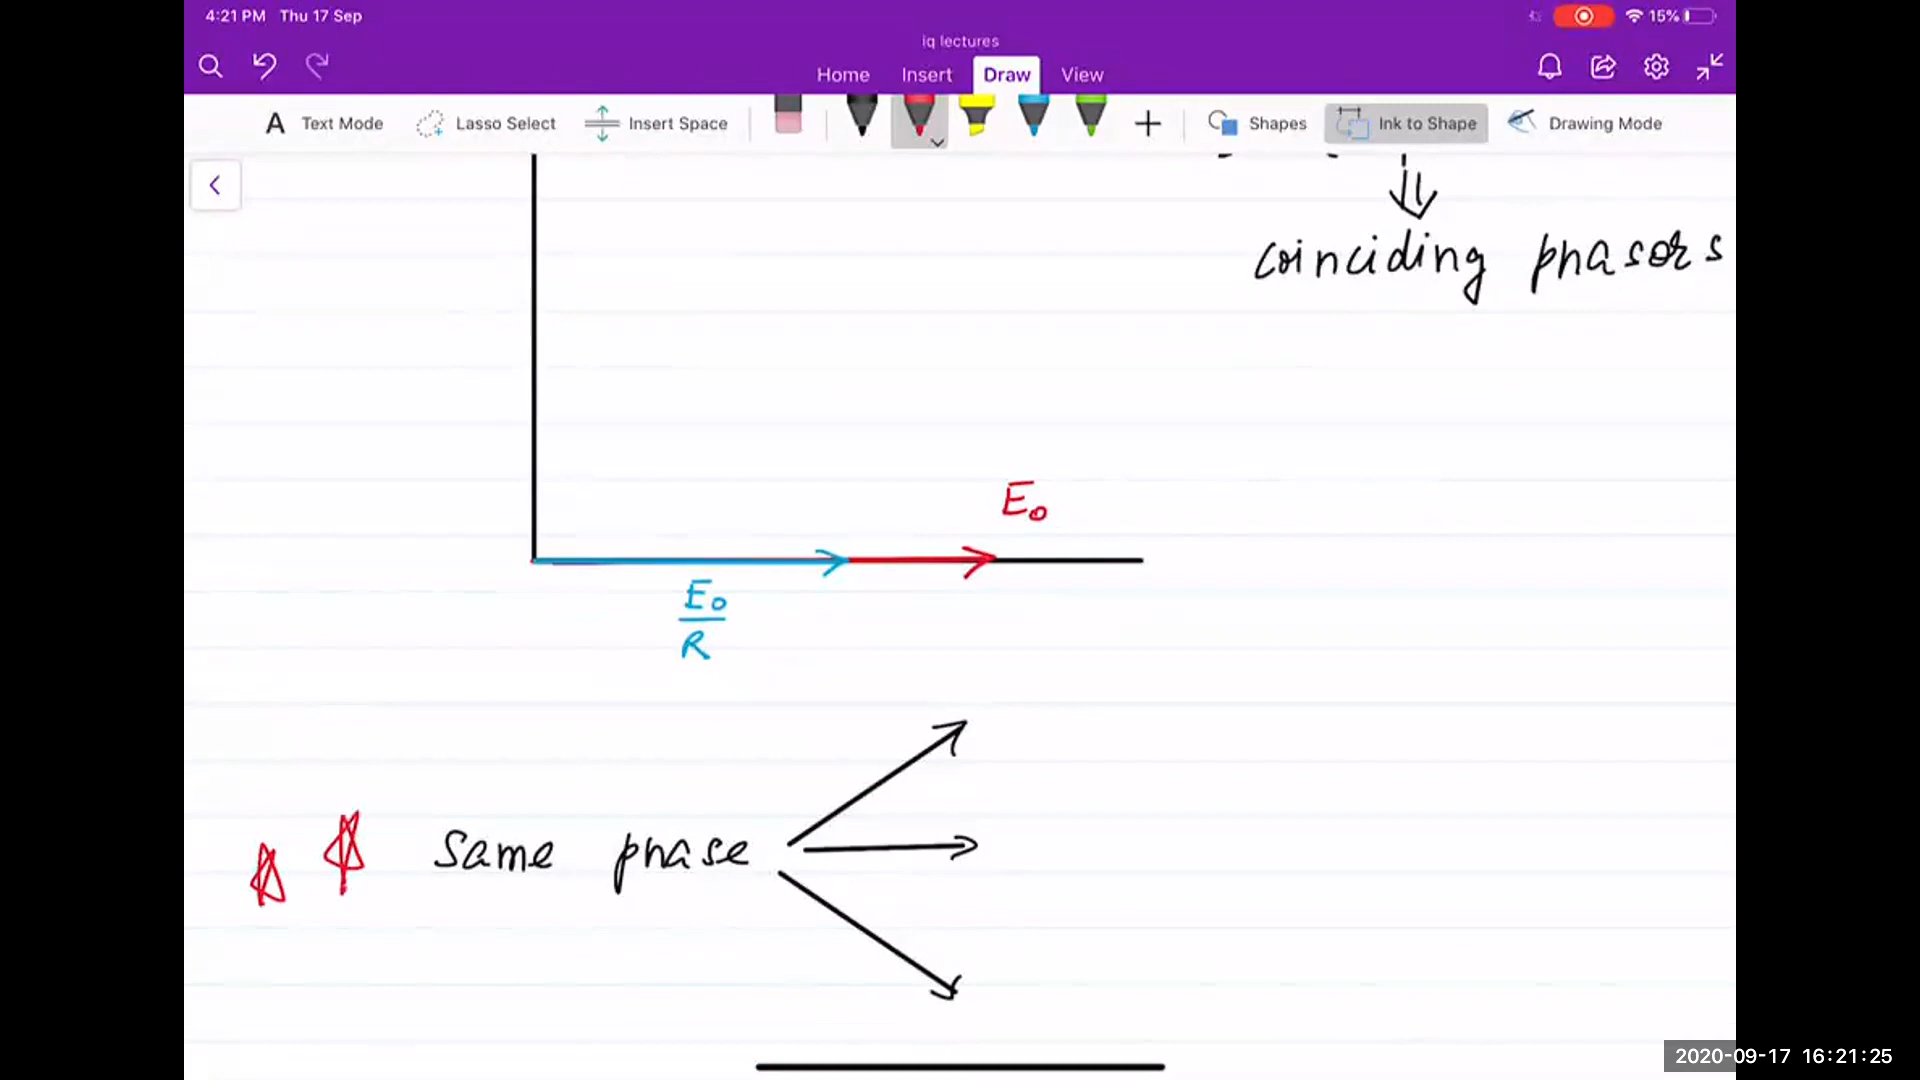 4:21 PM Thu 17 Sep
15%
iq lectures
Home Insert Draw View
A Text Mode Lasso Select Insert Space Shapes Ink to Shape Drawing Mode
coinciding phasors
E₀
E₀
R
Same phase
2020-09-17 16:21:25